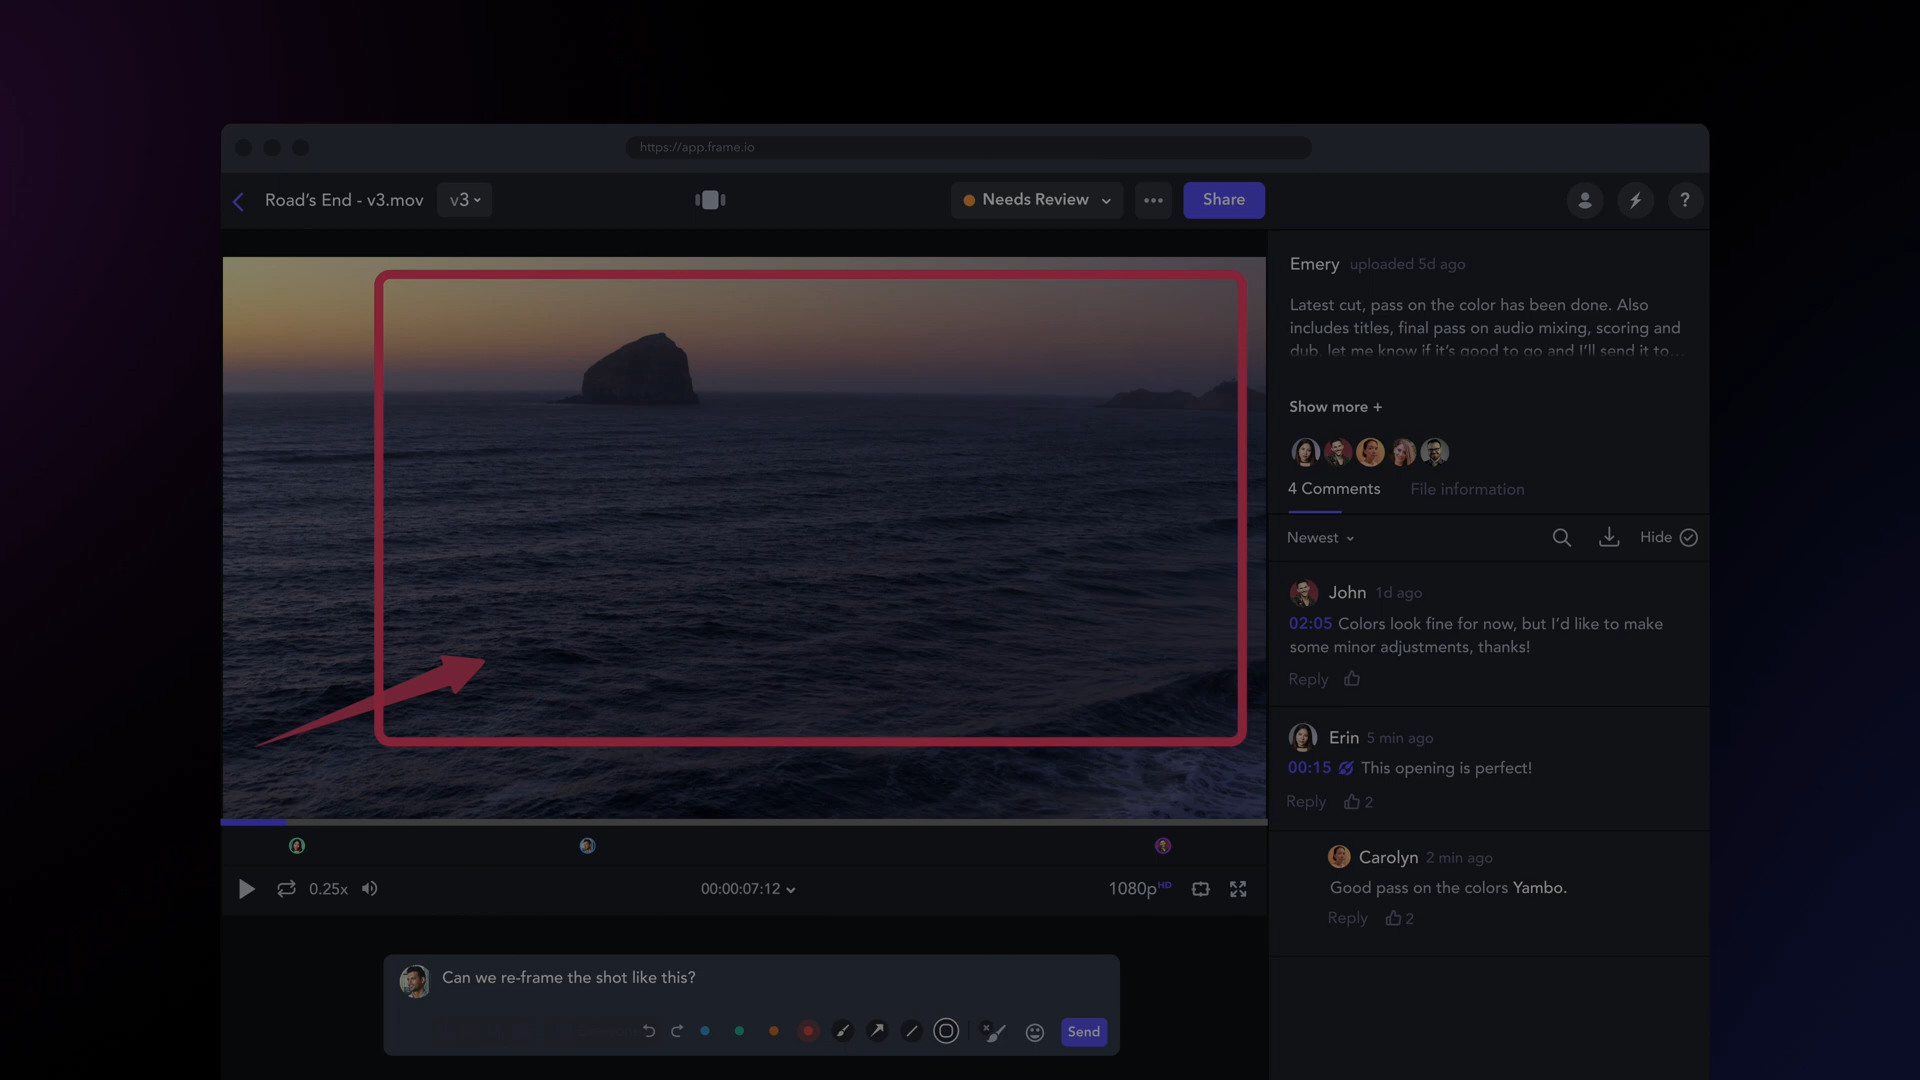 https://app.frame.io
Road's End - v3.mov
v3
Needs Review
Share
?
Emery uploaded 5d ago
Latest cut, pass on the color has been done. Also
includes titles, final pass on audio mixing, scoring and
dub, let me know if it's good to go and I'll send it to…
Show more +
4 Comments
File information
Newest
Hide
John 1d ago
02:05 Colors look fine for now, but I'd like to make
some minor adjustments, thanks!
Reply
Erin 5 min ago
00:15 This opening is perfect!
Reply 2
Carolyn 2 min ago
Good pass on the colors Yambo.
Reply 2
0.25x
00:00:07:12
1080pHD
Can we re-frame the shot like this?
Send